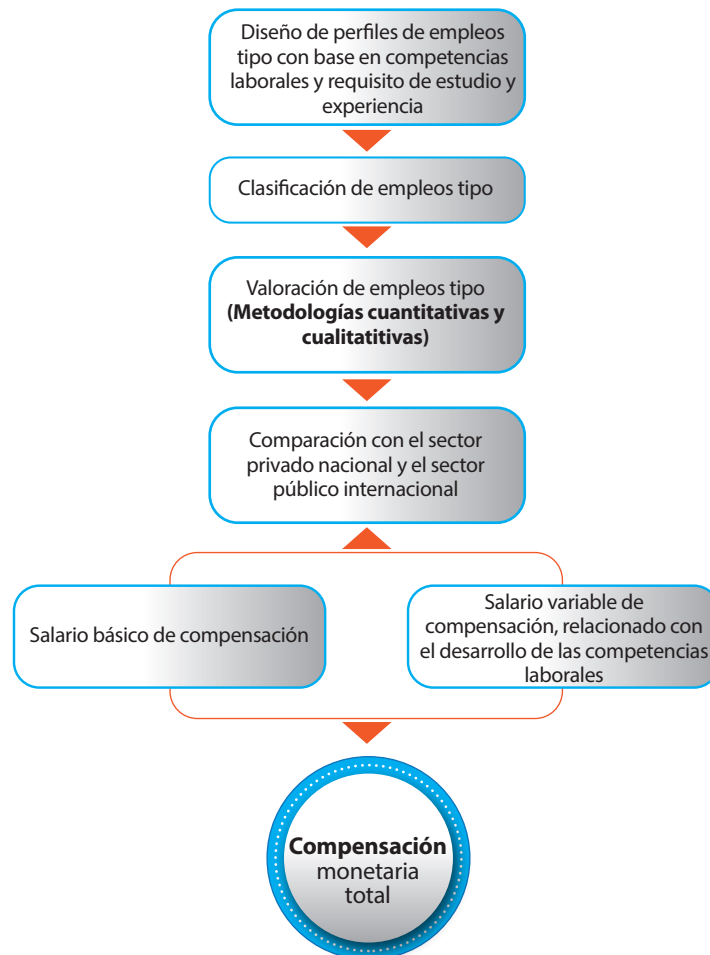 Diseño de perfiles de empleos
tipo con base en competencias
laborales y requisito de estudio y
experiencia
Clasificación de empleos tipo
Valoración de empleos tipo
(Metodologías cuantitativas y
cualitatitivas)
Comparación con el sector
privado nacional y el sector
público internacional
Salario básico de compensación
Salario variable de
compensación, relacionado con
el desarrollo de las competencias
laborales
Compensación
monetaria
total